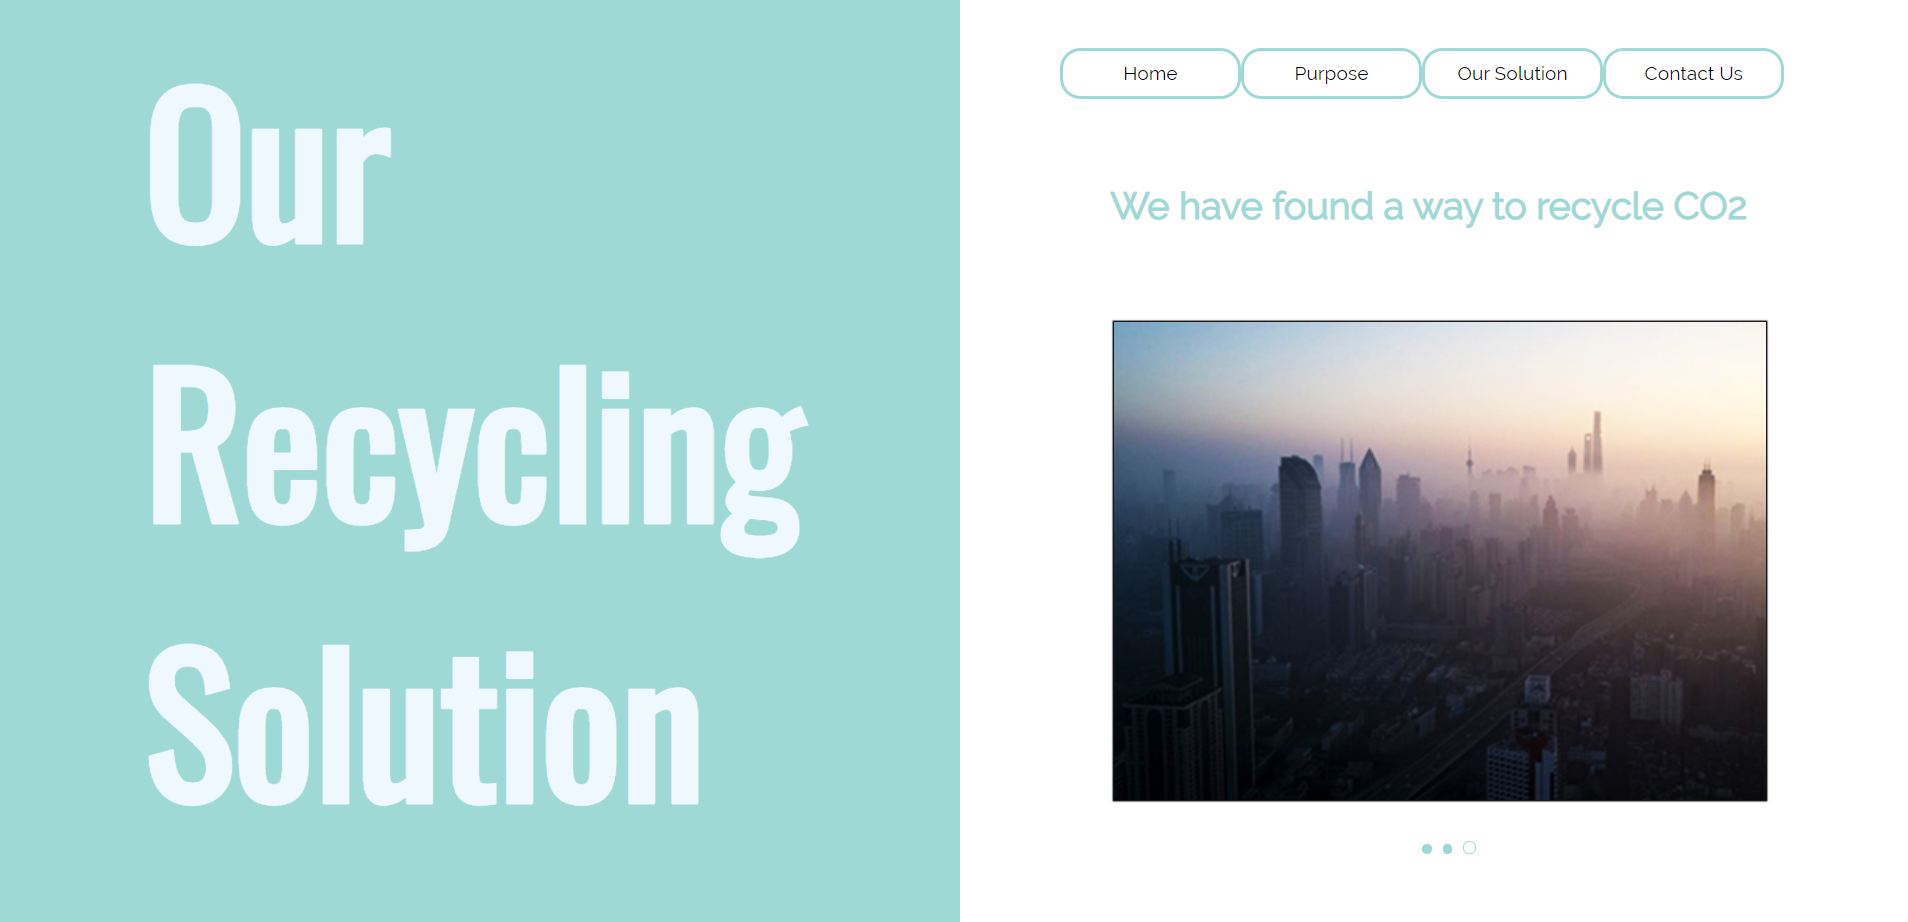 Our
Recycling
Solution
Home
Purpose
Our Solution
Contact Us
We have found a way to recycle CO2